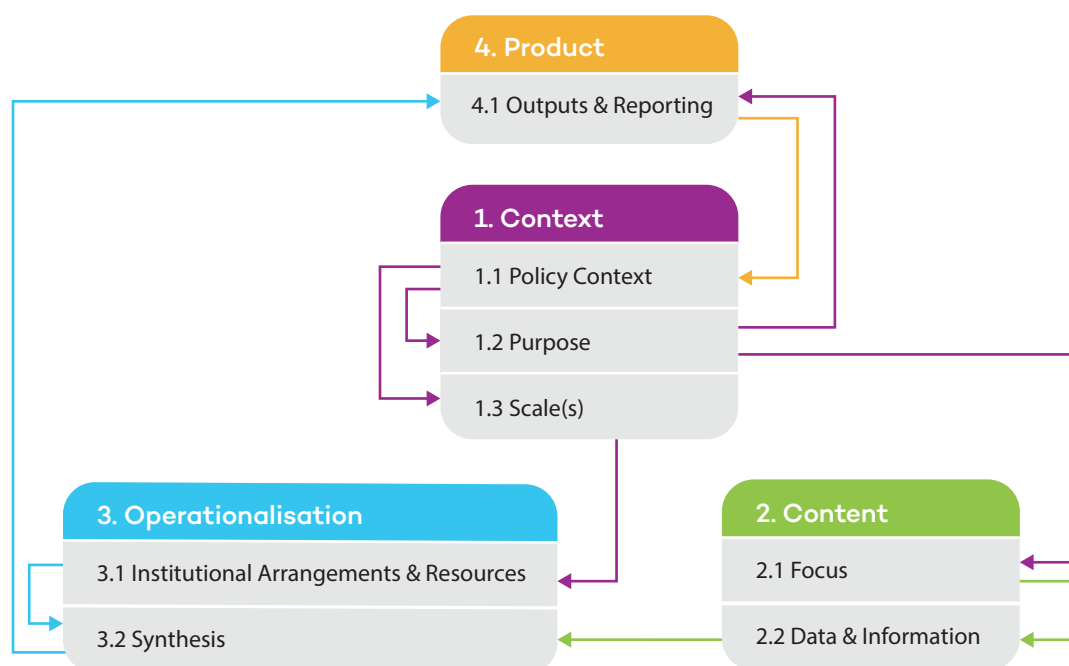 4. Product
4.1 Outputs & Reporting
1. Context
1.1 Policy Context
1.2 Purpose
1.3 Scale(s)
3. Operationalisation
3.1 Institutional Arrangements & Resources
3.2 Synthesis
2. Content
2.1 Focus
2.2 Data & Information